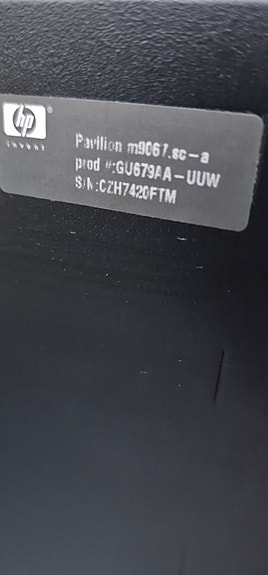 hp
invent
Pavilion m9067.sc-a
prod #:GU679AA-UUW
S/N:CZH7420FTM